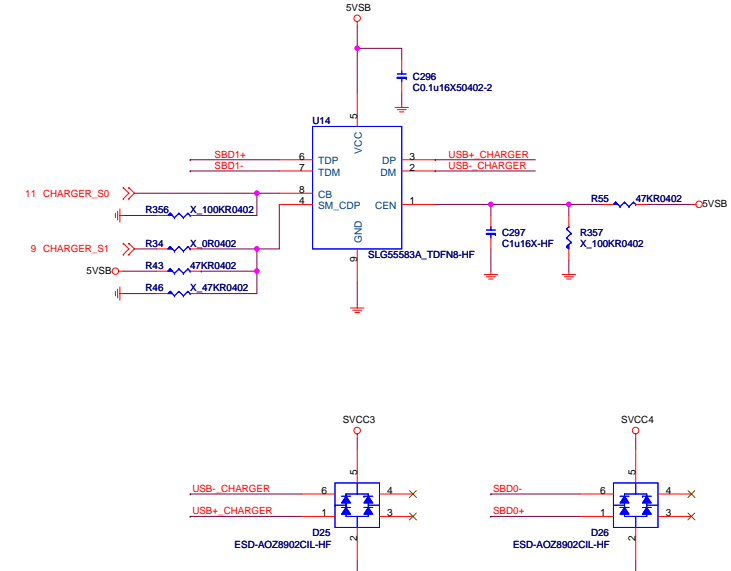 5VSB
C296
C0.1u16X50402-2
U14
5
VCC
SBD1+ 6 TDP DP 3 USB+_CHARGER
SBD1- 7 TDM DM 2 USB-_CHARGER
11 CHARGER_S0 8 CB
4 SM_CDP CEN 1 R55 47KR0402 5VSB
R356 X_100KR0402
GND
C297
C1u16X-HF
R357
X_100KR0402
9 CHARGER_S1 R34 X_0R0402
9 SLG55583A_TDFN8-HF
5VSB R43 47KR0402
R46 X_47KR0402
SVCC3 SVCC4
5 5
USB-_CHARGER 6 4 SBD0- 6 4
USB+_CHARGER 1 3 SBD0+ 1 3
2 D25 2 D26
ESD-AOZ8902CIL-HF ESD-AOZ8902CIL-HF